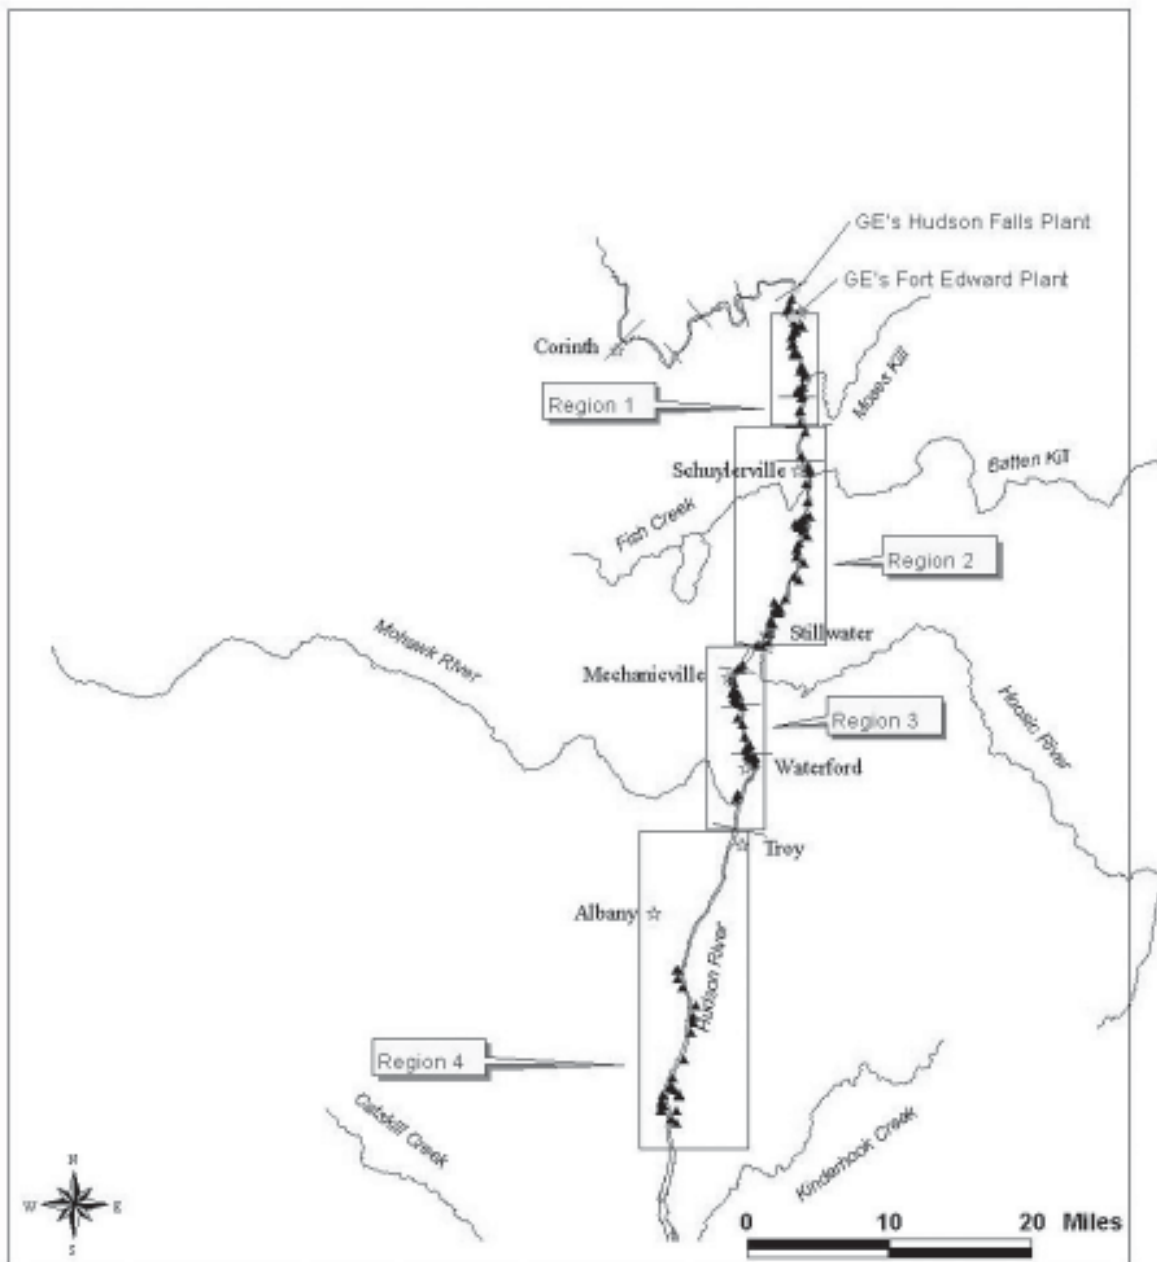 GE's Hudson Falls Plant
GE's Fort Edward Plant
Corinth
Moses Kill
Region 1
Schuylerville
Batten Kill
Fish Creek
Region 2
Stillwater
Mohawk River
Mechanicville
Hoosic River
Region 3
Waterford
Troy
Albany
Hudson River
Region 4
Catskill Creek
Kinderhook Creek
N
W E
S
0 10 20 Miles